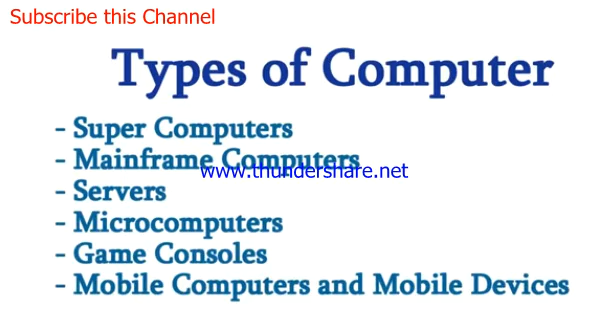 Subscribe this Channel
Types of Computer
- Super Computers
- Mainframe Computers
www.thundershare.net
- Servers
- Microcomputers
- Game Consoles
- Mobile Computers and Mobile Devices